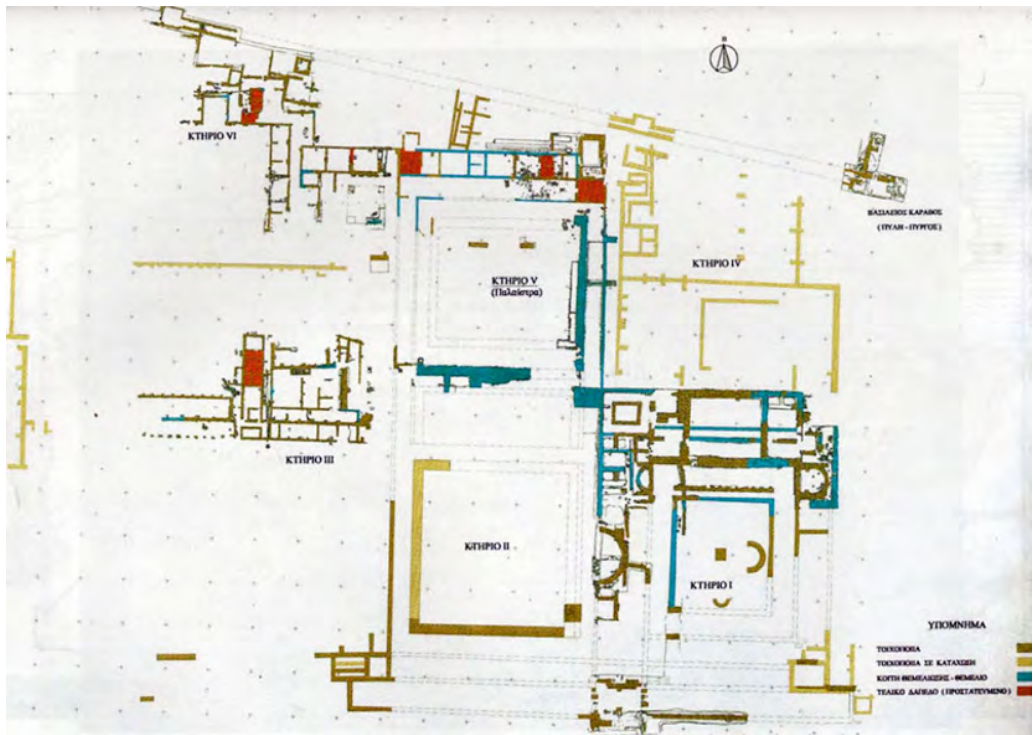 ΚΤΗΡΙΟ VI
ΒΑΣΙΛΕΙΟΣ ΚΑΡΑΒΟΣ
(ΠΥΛΗ - ΠΥΡΓΟΣ)
ΚΤΗΡΙΟ IV
ΚΤΗΡΙΟ V
(Παλαίστρα)
ΚΤΗΡΙΟ III
ΚΤΗΡΙΟ II
ΚΤΗΡΙΟ I
ΥΠΟΜΝΗΜΑ
ΤΟΙΧΟΠΟΙΙΑ
ΤΟΙΧΟΠΟΙΙΑ ΣΕ ΚΑΤΑΧΩΣΗ
ΚΟΙΤΗ ΘΕΜΕΛΙΩΣΗΣ - ΘΕΜΕΛΙΟ
ΤΕΛΙΚΟ ΔΑΠΕΔΟ (ΠΡΟΣΤΑΤΕΥΜΕΝΟ)